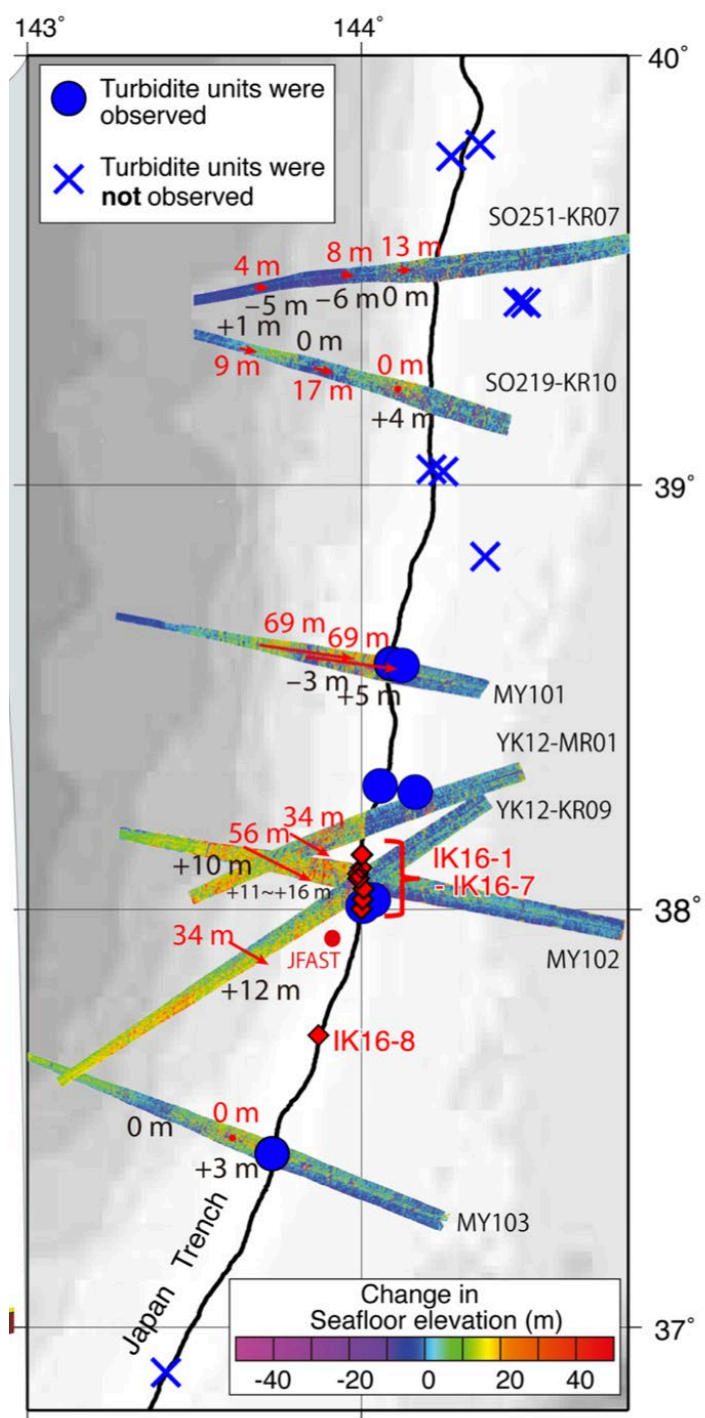 143˚
144˚
40˚
Turbidite units were
observed
Turbidite units were
not observed
SO251-KR07
4 m
8 m
13 m
−5 m
−6 m
0 m
+1 m
0 m
9 m
17 m
0 m
SO219-KR10
+4 m
39˚
69 m
69 m
−3 m
+5 m
MY101
YK12-MR01
YK12-KR09
34 m
56 m
+10 m
+11~+16 m
IK16-1
- IK16-7
38˚
34 m
JFAST
MY102
+12 m
IK16-8
0 m
0 m
+3 m
MY103
Japan Trench
37˚
Change in
Seafloor elevation (m)
-40 -20 0 20 40